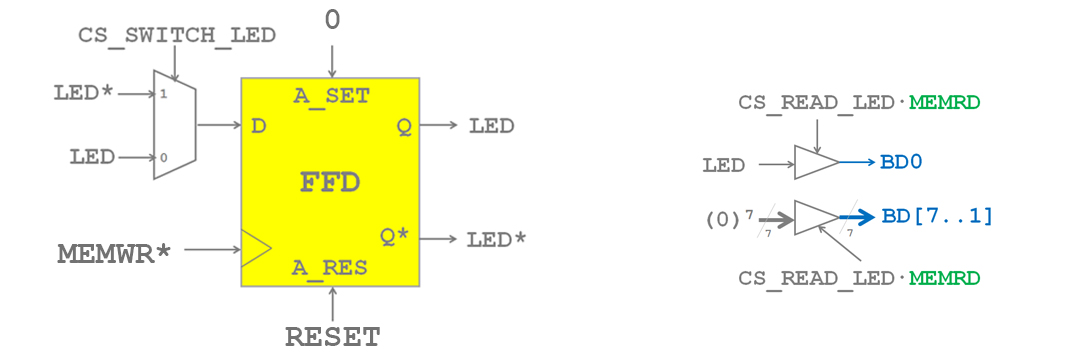 0
CS_SWITCH_LED
LED*
1
A_SET
D
Q
LED
LED
0
FFD
MEMWR*
Q*
LED*
A_RES
RESET
CS_READ_LED·MEMRD
LED
BD0
(0)7
7
7
BD[7..1]
CS_READ_LED·MEMRD